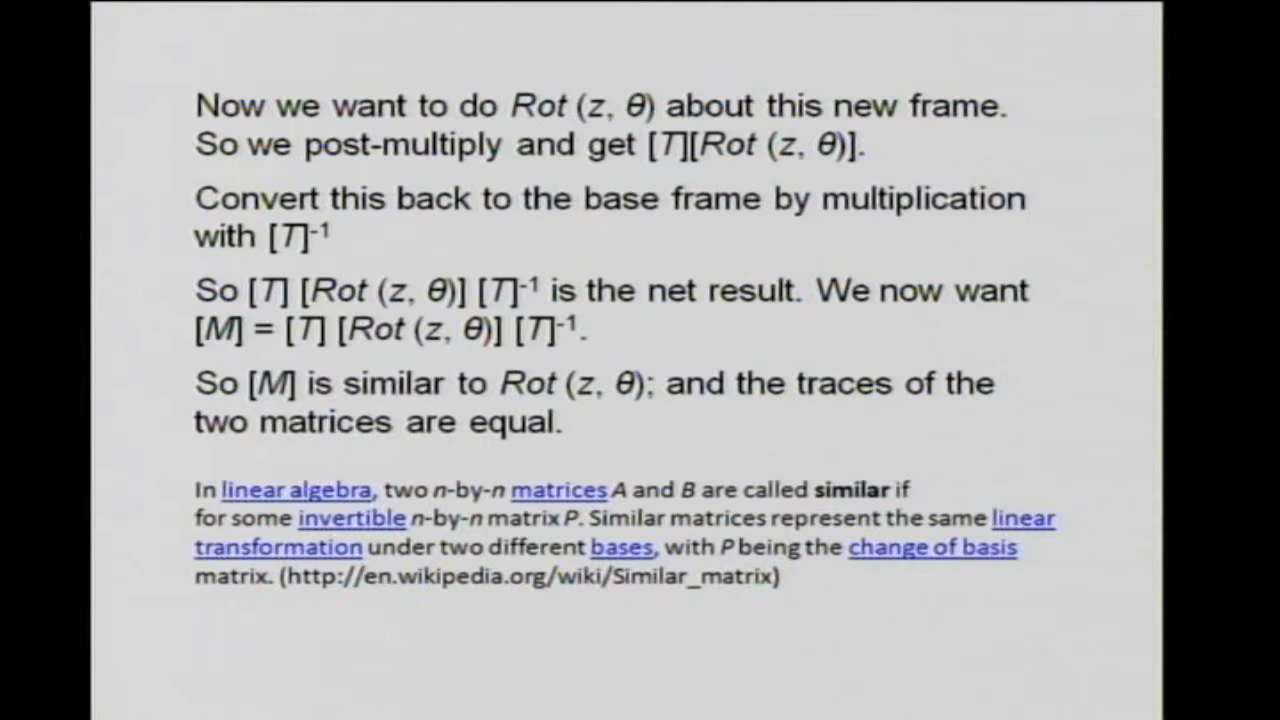 Now we want to do Rot (z, θ) about this new frame.
So we post-multiply and get [T][Rot (z, θ)].
Convert this back to the base frame by multiplication
with [T]-1
So [T] [Rot (z, θ)] [T]-1 is the net result. We now want
[M] = [T] [Rot (z, θ)] [T]-1.
So [M] is similar to Rot (z, θ); and the traces of the
two matrices are equal.
In linear algebra, two n-by-n matrices A and B are called similar if
for some invertible n-by-n matrix P. Similar matrices represent the same linear
transformation under two different bases, with P being the change of basis
matrix. (http://en.wikipedia.org/wiki/Similar_matrix)